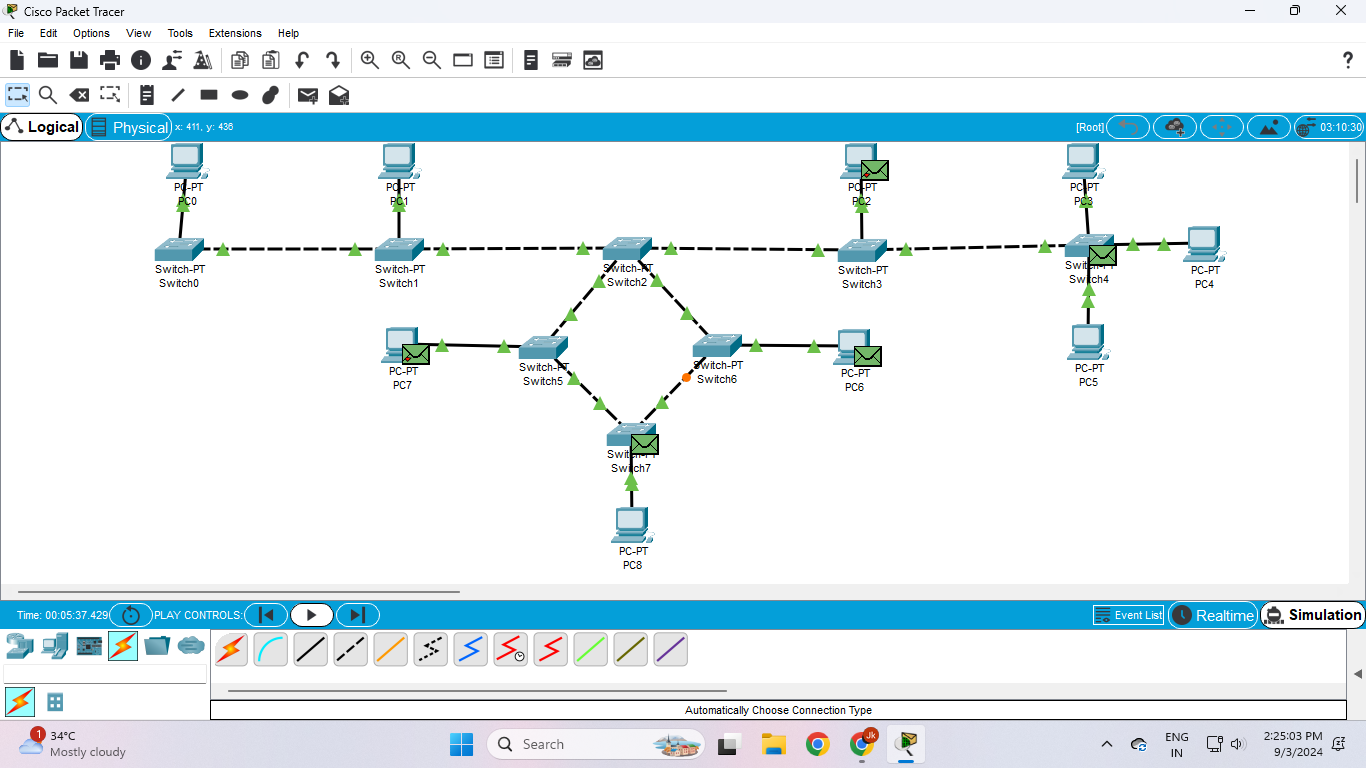 Cisco Packet Tracer
File Edit Options View Tools Extensions Help
Logical Physical x: 411, y: 436 [Root] 03:10:30
PC-PT
PC0
PC-PT
PC1
PC-PT
PC2
PC-PT
PC3
Switch-PT
Switch0
Switch-PT
Switch1
Switch-PT
Switch2
Switch-PT
Switch3
Switch-PT
Switch4
PC-PT
PC4
PC-PT
PC7
Switch-PT
Switch5
Switch-PT
Switch6
PC-PT
PC6
PC-PT
PC5
Switch-PT
Switch7
PC-PT
PC8
Time: 00:05:37.429 PLAY CONTROLS: Event List Realtime Simulation
Automatically Choose Connection Type
1
34°C
Mostly cloudy
Search
Jk
ENG
IN
2:25:03 PM
9/3/2024